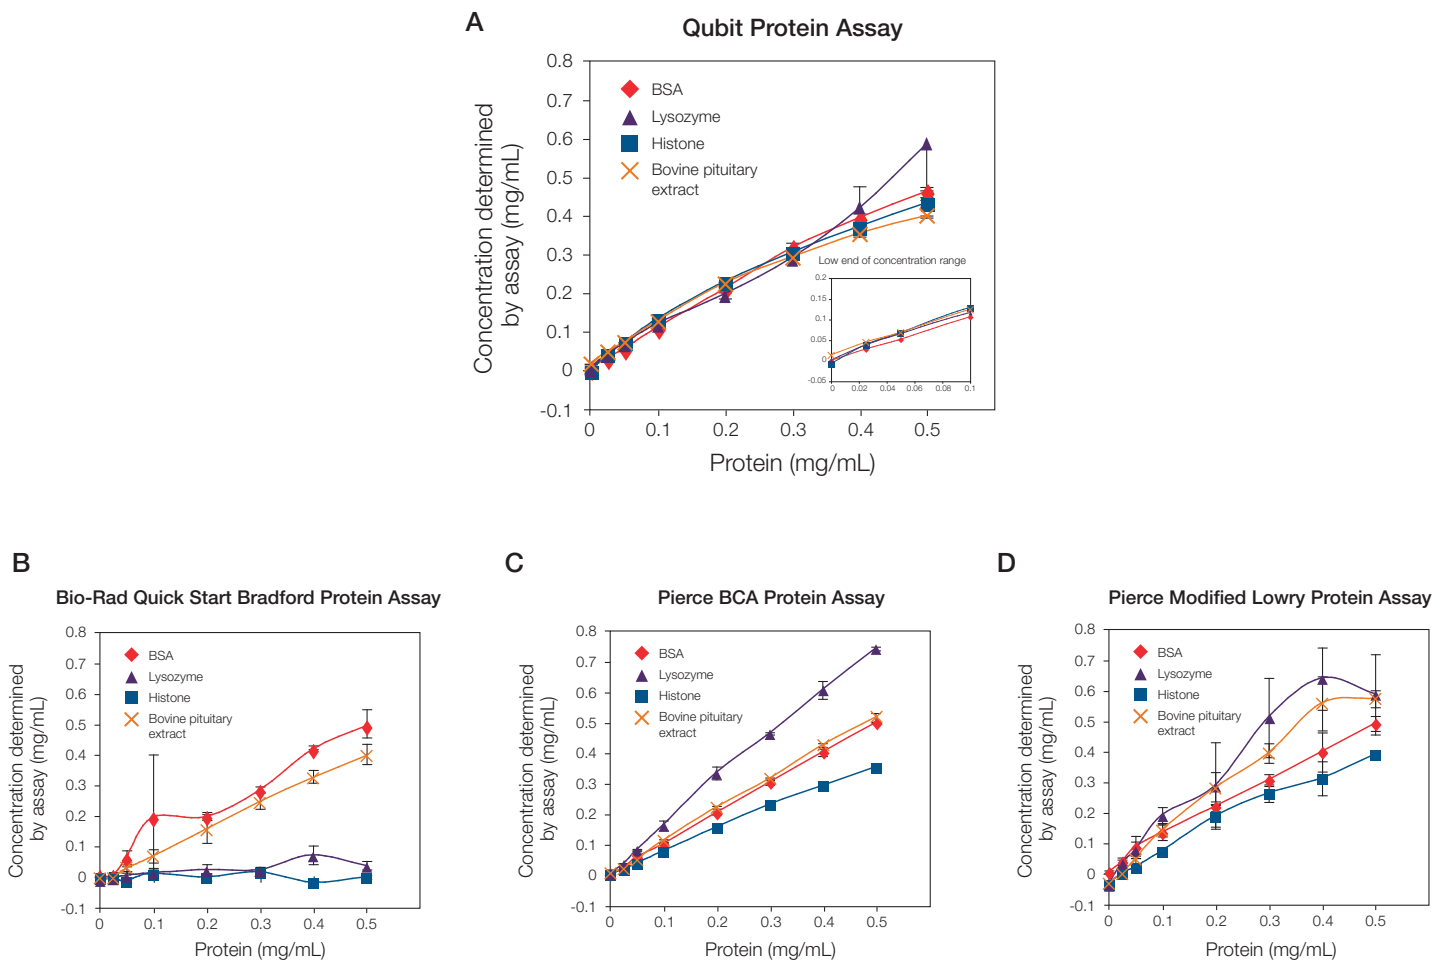 A
Qubit Protein Assay
Concentration determined
by assay (mg/mL)
0.8
0.7
0.6
0.5
0.4
0.3
0.2
0.1
0
-0.1
BSA
Lysozyme
Histone
Bovine pituitary
extract
Low end of concentration range
0.2
0.15
0.1
0.05
0
-0.05
0 0.02 0.04 0.06 0.08 0.1
0 0.1 0.2 0.3 0.4 0.5
Protein (mg/mL)
B
Bio-Rad Quick Start Bradford Protein Assay
Concentration determined
by assay (mg/mL)
0.8
0.7
0.6
0.5
0.4
0.3
0.2
0.1
0
-0.1
BSA
Lysozyme
Histone
Bovine pituitary
extract
0 0.1 0.2 0.3 0.4 0.5
Protein (mg/mL)
C
Pierce BCA Protein Assay
Concentration determined
by assay (mg/mL)
0.8
0.7
0.6
0.5
0.4
0.3
0.2
0.1
0
-0.1
BSA
Lysozyme
Histone
Bovine pituitary
extract
0 0.1 0.2 0.3 0.4 0.5
Protein (mg/mL)
D
Pierce Modified Lowry Protein Assay
Concentration determined
by assay (mg/mL)
0.8
0.7
0.6
0.5
0.4
0.3
0.2
0.1
0
-0.1
BSA
Lysozyme
Histone
Bovine pituitary
extract
0 0.1 0.2 0.3 0.4 0.5
Protein (mg/mL)